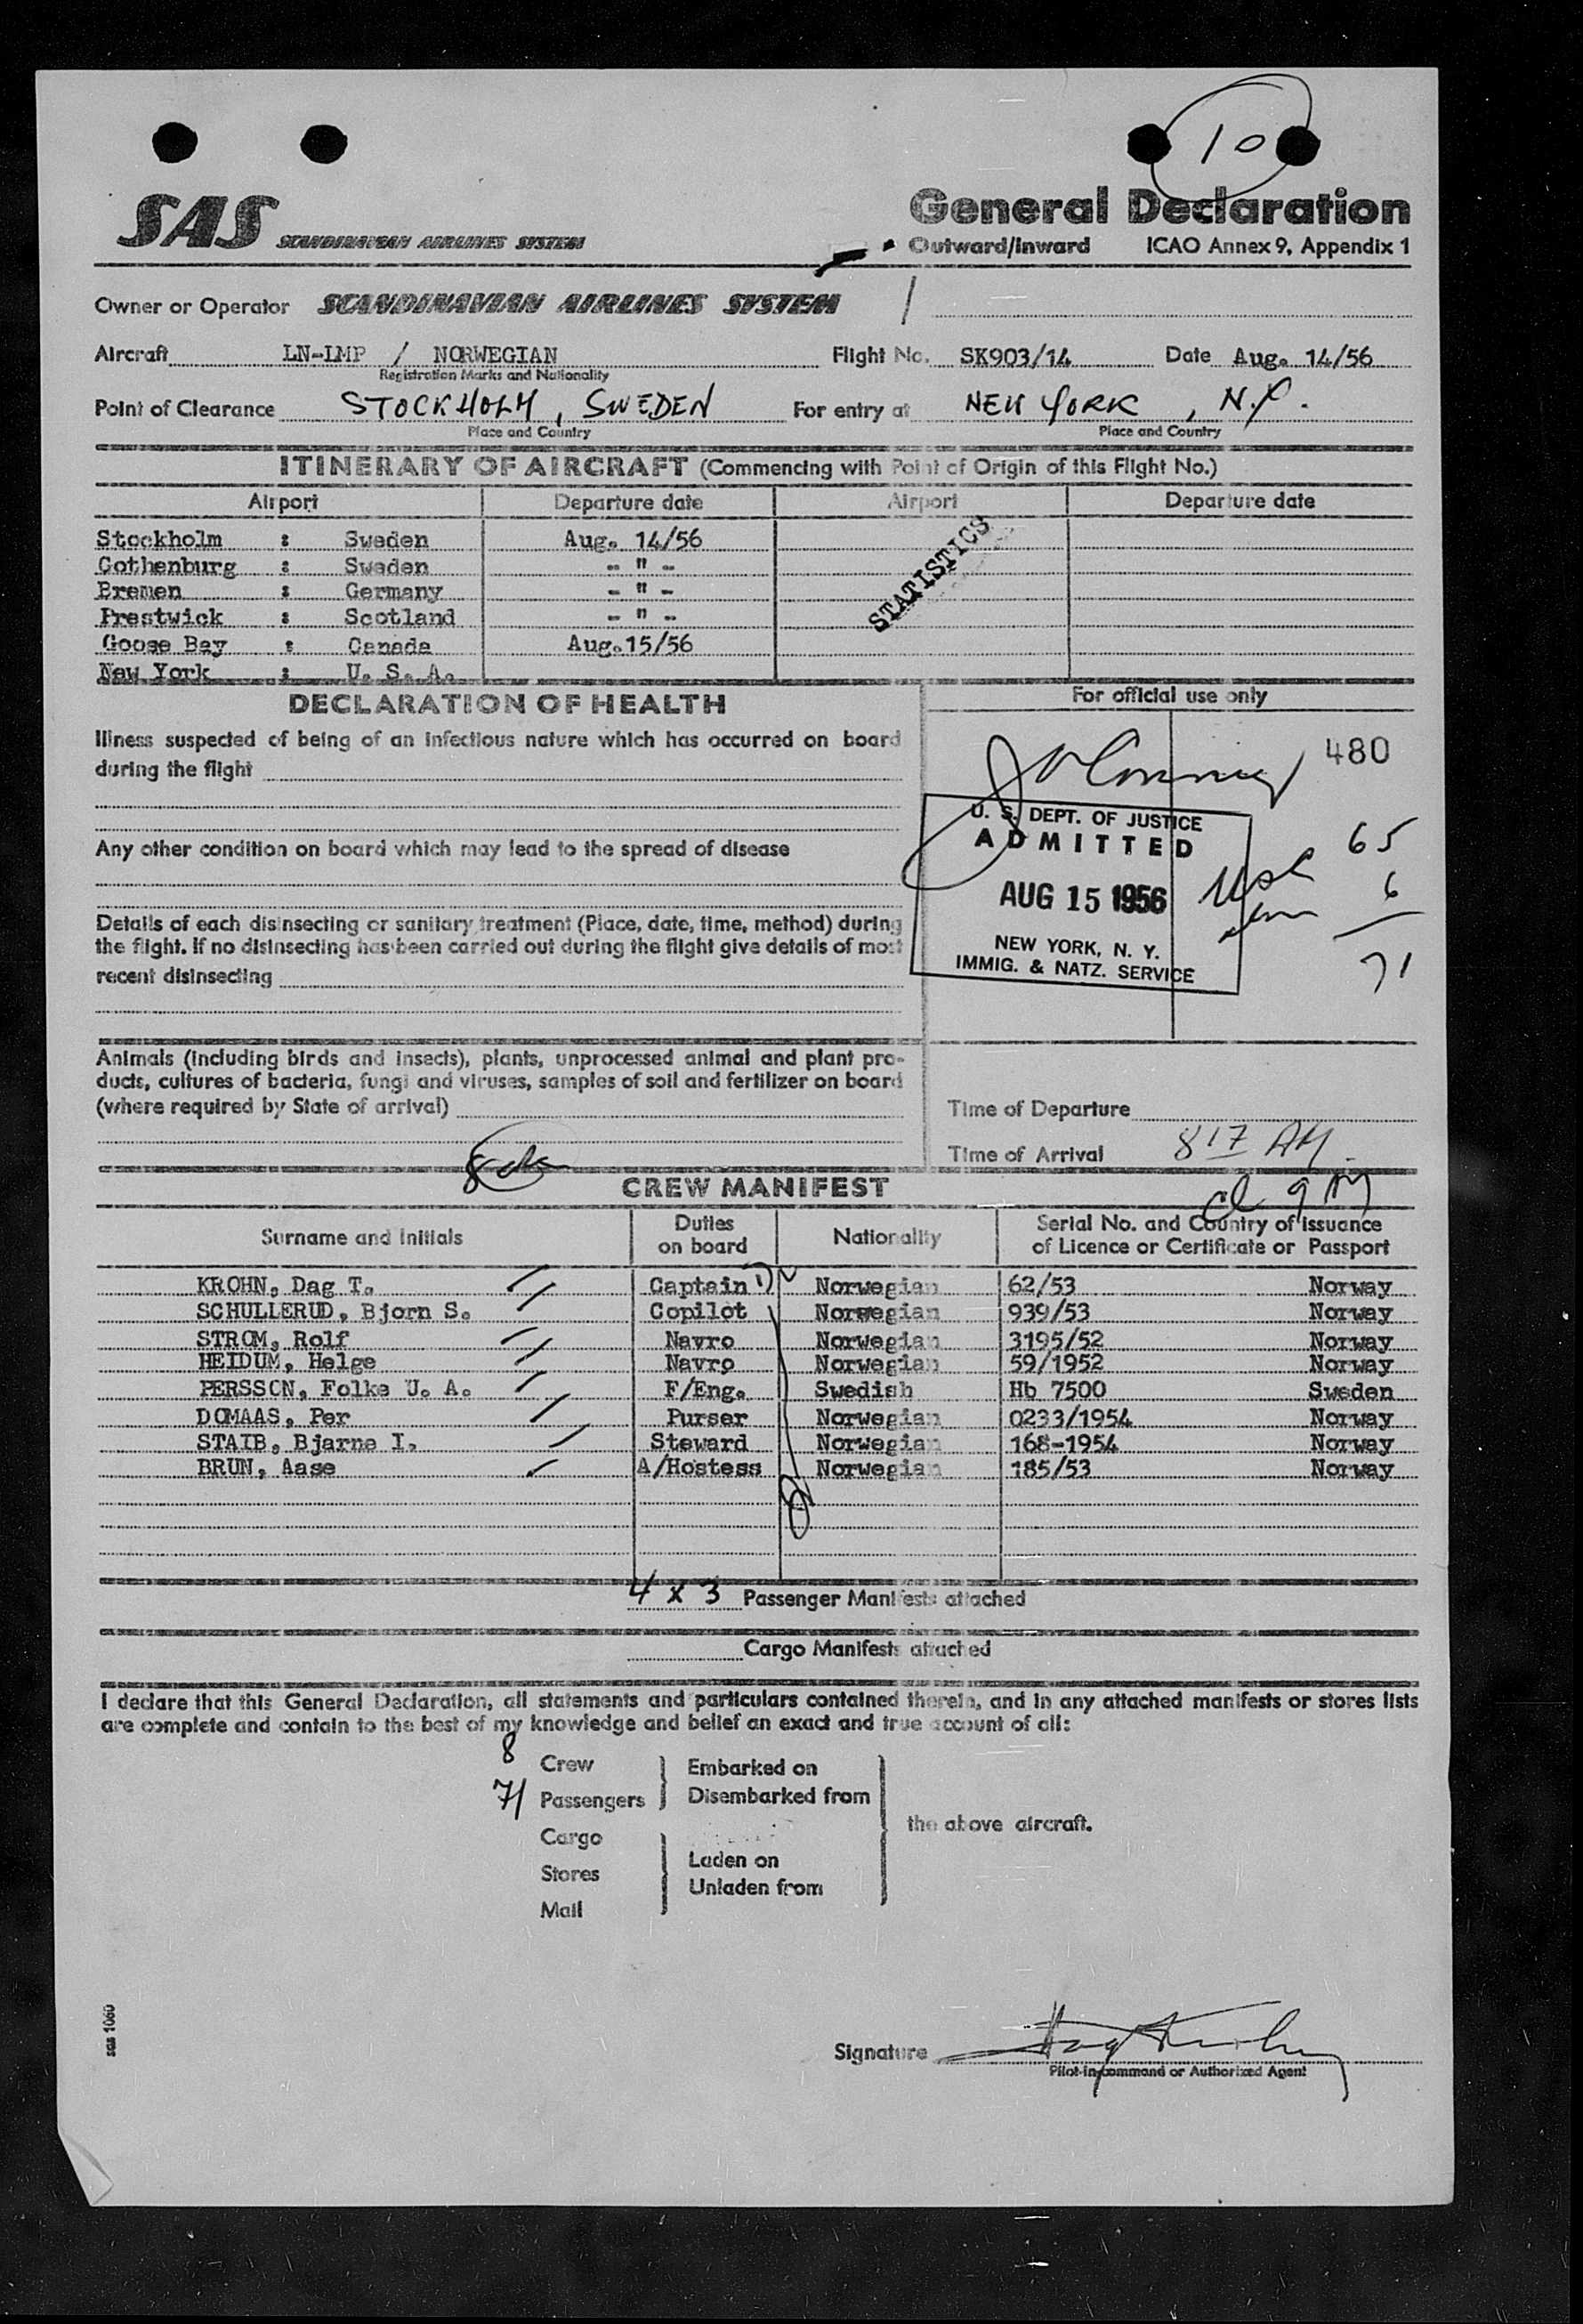 10
SAS SCANDINAVIAN AIRLINES SYSTEM
General Declaration
Outward/Inward ICAO Annex 9, Appendix 1
Owner or Operator SCANDINAVIAN AIRLINES SYSTEM
Aircraft LN-LMP / NORWEGIAN Flight No. SK903/14 Date Aug. 14/56
Registration Marks and Nationality
Point of Clearance STOCKHOLM, SWEDEN For entry at NEW YORK, N.Y.
Place and Country Place and Country
ITINERARY OF AIRCRAFT (Commencing with Point of Origin of this Flight No.)
Airport Departure date Airport Departure date
Stockholm : Sweden Aug. 14/56
Gothenburg : Sweden - " -
Bremen : Germany - " -
Prestwick : Scotland - " -
Goose Bay : Canada Aug.15/56
New York : U. S. A.
STATISTICS
DECLARATION OF HEALTH
Illness suspected of being of an infectious nature which has occurred on board
during the flight
Any other condition on board which may lead to the spread of disease
Details of each disinsecting or sanitary treatment (Place, date, time, method) during
the flight. If no disinsecting has been carried out during the flight give details of most
recent disinsecting
Animals (including birds and insects), plants, unprocessed animal and plant pro-
ducts, cultures of bacteria, fungi and viruses, samples of soil and fertilizer on board
(where required by State of arrival)
For official use only
480
U. S. DEPT. OF JUSTICE
ADMITTED
AUG 15 1956
NEW YORK, N. Y.
IMMIG. & NATZ. SERVICE
65
6
71
Time of Departure
Time of Arrival 817 AM.
CREW MANIFEST
Surname and Initials Duties on board Nationality Serial No. and Country of Issuance of Licence or Certificate or Passport
KROHN, Dag T. Captain Norwegian 62/53 Norway
SCHULLERUD, Bjorn S. Copilot Norwegian 939/53 Norway
STROM, Rolf Navro Norwegian 3195/52 Norway
HEIDUM, Helge Navro Norwegian 59/1952 Norway
PERSSON, Folke U. A. F/Eng. Swedish Hb 7500 Sweden
DOMAAS, Per Purser Norwegian 0233/1954 Norway
STAIB, Bjarne I. Steward Norwegian 168-1954 Norway
BRUN, Aase A/Hostess Norwegian 185/53 Norway
4 x 3 Passenger Manifests attached
Cargo Manifests attached
I declare that this General Declaration, all statements and particulars contained therein, and in any attached manifests or stores lists
are complete and contain to the best of my knowledge and belief an exact and true account of all:
8 Crew
71 Passengers
Embarked on
Disembarked from
Cargo
Stores
Mail
Laden on
Unladen from
the above aircraft.
sas 1060
Signature
Pilot-in-command or Authorized Agent